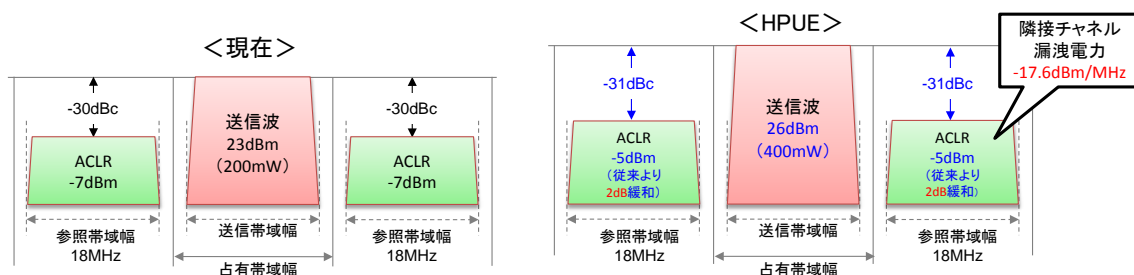 ＜現在＞
-30dBc
-30dBc
送信波
23dBm
（200mW）
ACLR
-7dBm
ACLR
-7dBm
参照帯域幅
18MHz
送信帯域幅
参照帯域幅
18MHz
占有帯域幅
＜HPUE＞
隣接チャネル
漏洩電力
-17.6dBm/MHz
-31dBc
-31dBc
送信波
26dBm
（400mW）
ACLR
-5dBm
（従来より
2dB緩和）
ACLR
-5dBm
（従来より
2dB緩和）
参照帯域幅
18MHz
送信帯域幅
参照帯域幅
18MHz
占有帯域幅